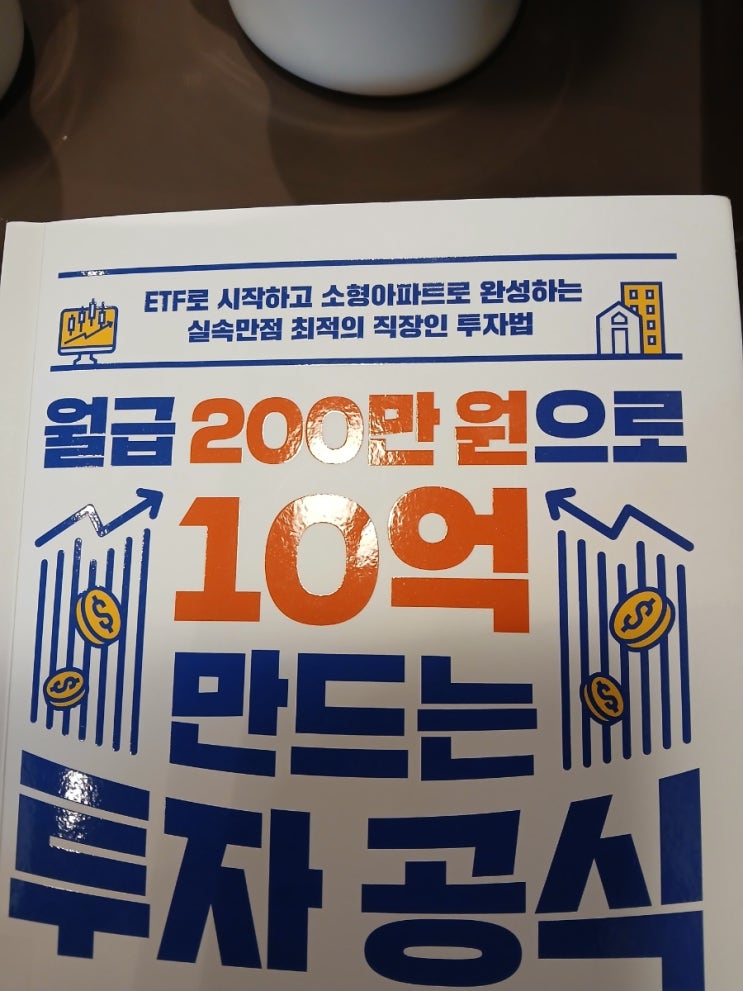 ETF로 시작하고 소형아파트로 완성하는
실속만점 최적의 직장인 투자법
월급 200만 원으로
10억
만드는
투자 공식